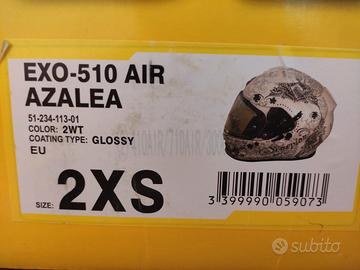 EXO-510 AIR
AZALEA
51-234-113-01
COLOR: 2WT
COATING TYPE: GLOSSY
EU
SIZE: 2XS
3 399990 059073
subito